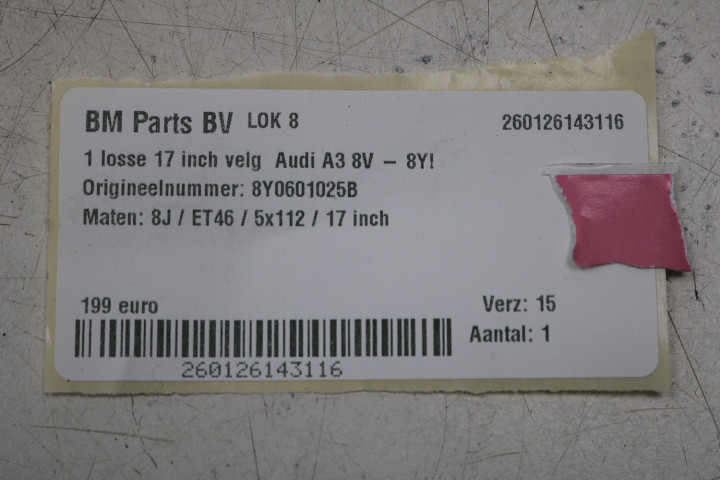 BM Parts BV LOK 8 260126143116
1 losse 17 inch velg Audi A3 8V – 8Y!
Origineelnummer: 8Y0601025B
Maten: 8J / ET46 / 5x112 / 17 inch
199 euro Verz: 15
Aantal: 1
260126143116